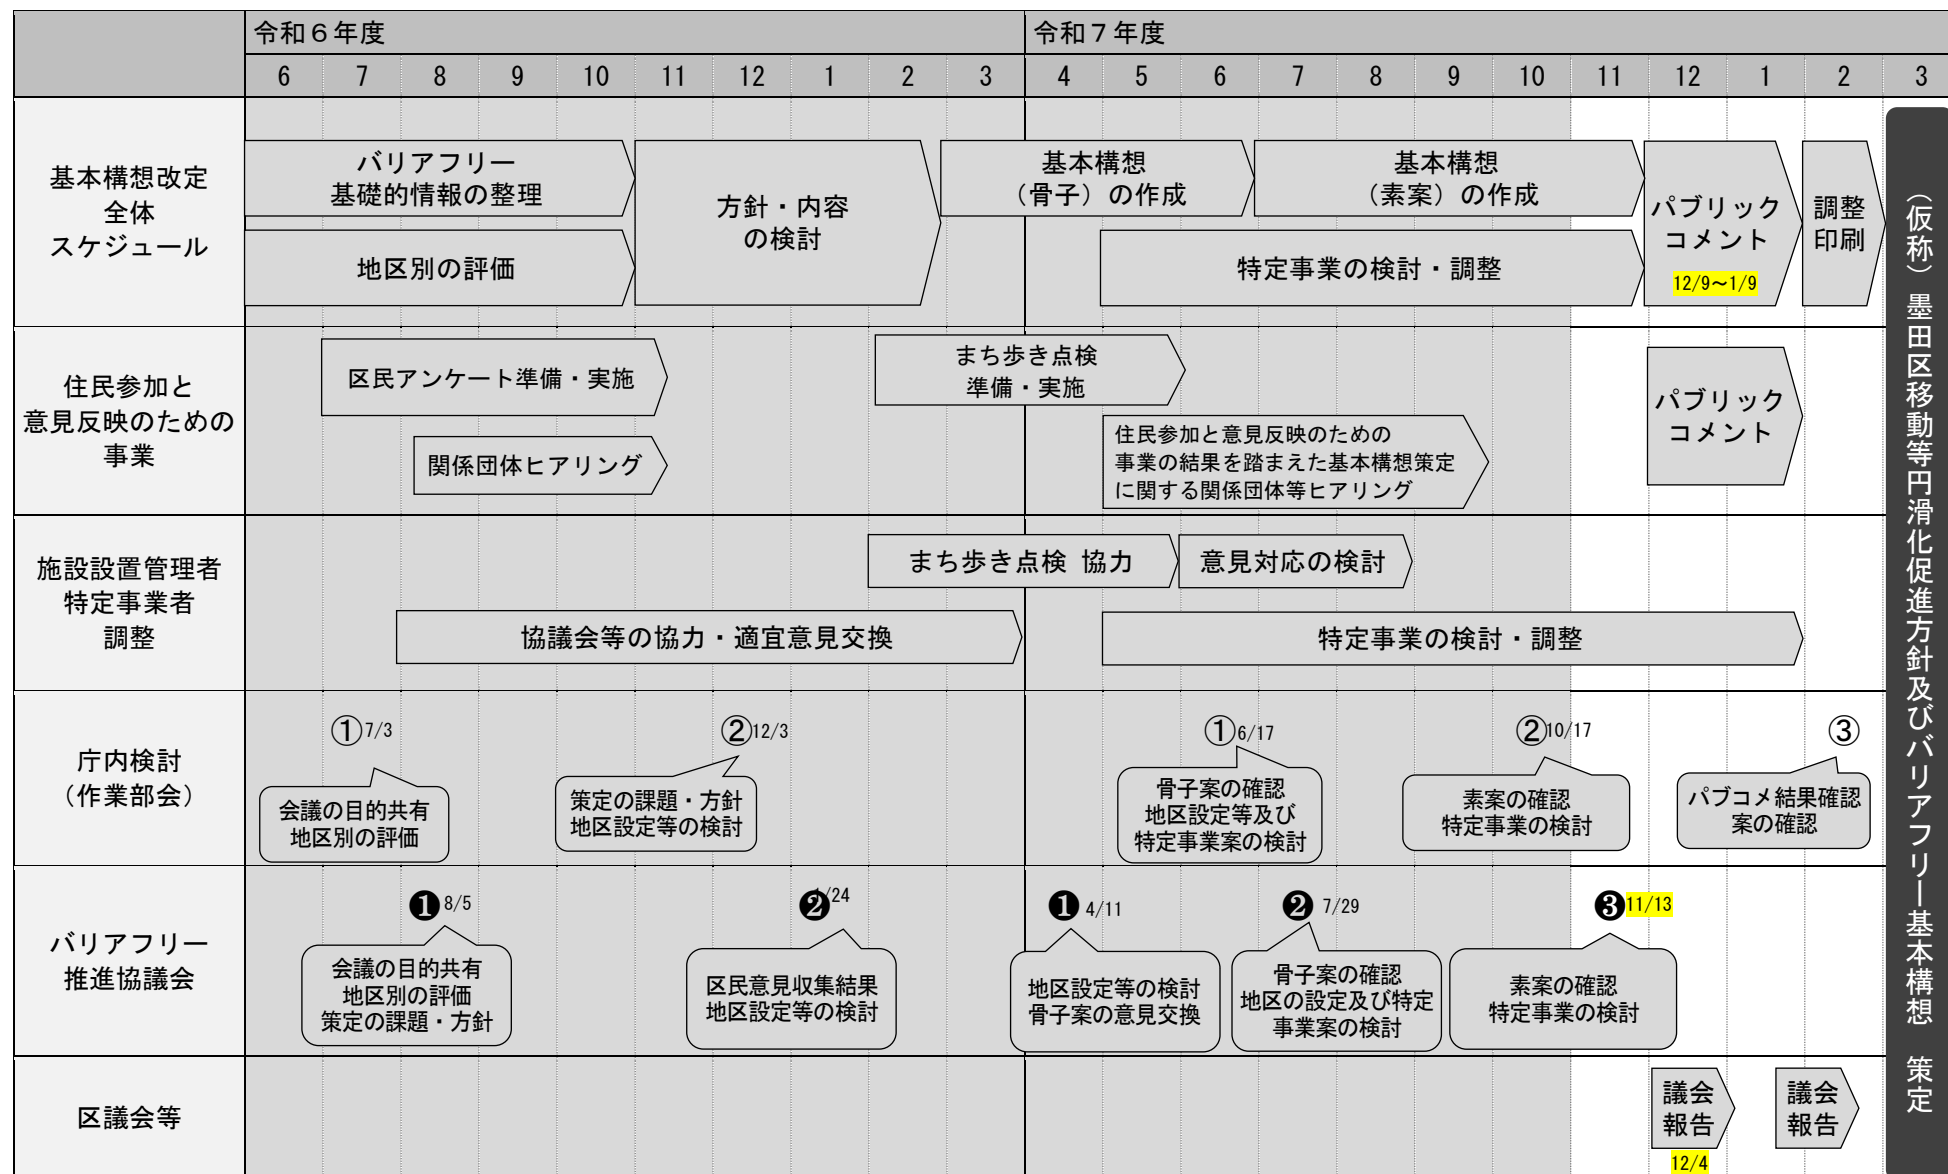 令和６年度
令和７年度
6 7 8 9 10 11 12 1 2 3 4 5 6 7 8 9 10 11 12 1 2 3
基本構想改定
全体
スケジュール
バリアフリー
基礎的情報の整理
地区別の評価
方針・内容
の検討
基本構想
（骨子）の作成
基本構想
（素案）の作成
特定事業の検討・調整
パブリック
コメント
12/9～1/9
調整
印刷
住民参加と
意見反映のための
事業
区民アンケート準備・実施
関係団体ヒアリング
まち歩き点検
準備・実施
住民参加と意見反映のための
事業の結果を踏まえた基本構想策定
に関する関係団体等ヒアリング
パブリック
コメント
施設設置管理者
特定事業者
調整
まち歩き点検 協力
意見対応の検討
協議会等の協力・適宜意見交換
特定事業の検討・調整
庁内検討
（作業部会）
①7/3
会議の目的共有
地区別の評価
②12/3
策定の課題・方針
地区設定等の検討
①6/17
骨子案の確認
地区設定等及び
特定事業案の検討
②10/17
素案の確認
特定事業の検討
③
パブコメ結果確認
案の確認
バリアフリー
推進協議会
❶8/5
会議の目的共有
地区別の評価
策定の課題・方針
❷/24
区民意見収集結果
地区設定等の検討
❶4/11
地区設定等の検討
骨子案の意見交換
❷7/29
骨子案の確認
地区の設定及び特定
事業案の検討
❸11/13
素案の確認
特定事業の検討
区議会等
議会
報告
12/4
議会
報告
（仮称）墨田区移動等円滑化促進方針及びバリアフリー基本構想　策定